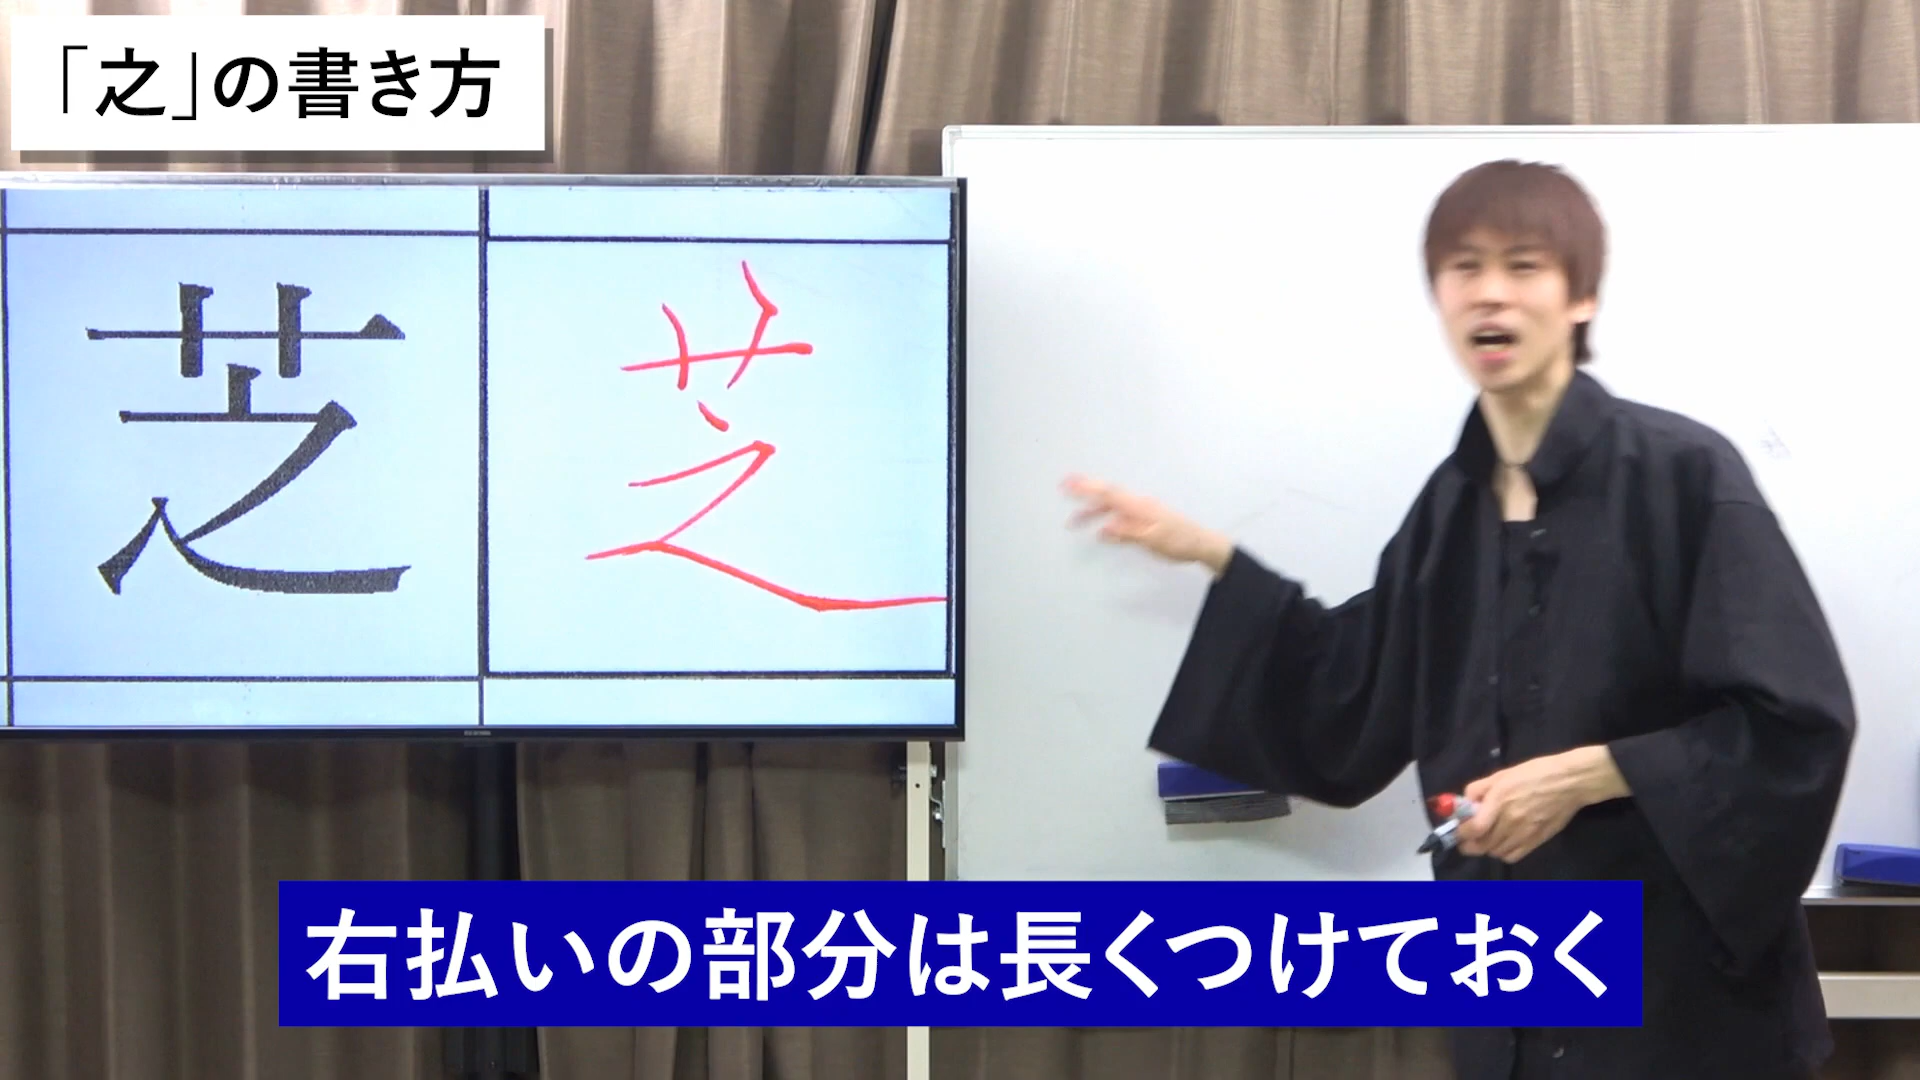 「之」の書き方
芝 芝
右払いの部分は長くつけておく